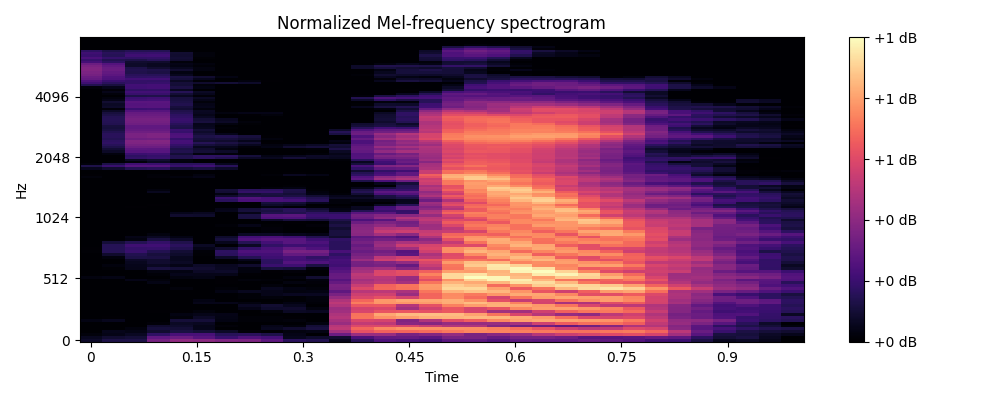 Normalized Mel-frequency spectrogram
Hz
4096
2048
1024
512
0
0 0.15 0.3 0.45 0.6 0.75 0.9
Time
+1 dB
+1 dB
+1 dB
+0 dB
+0 dB
+0 dB